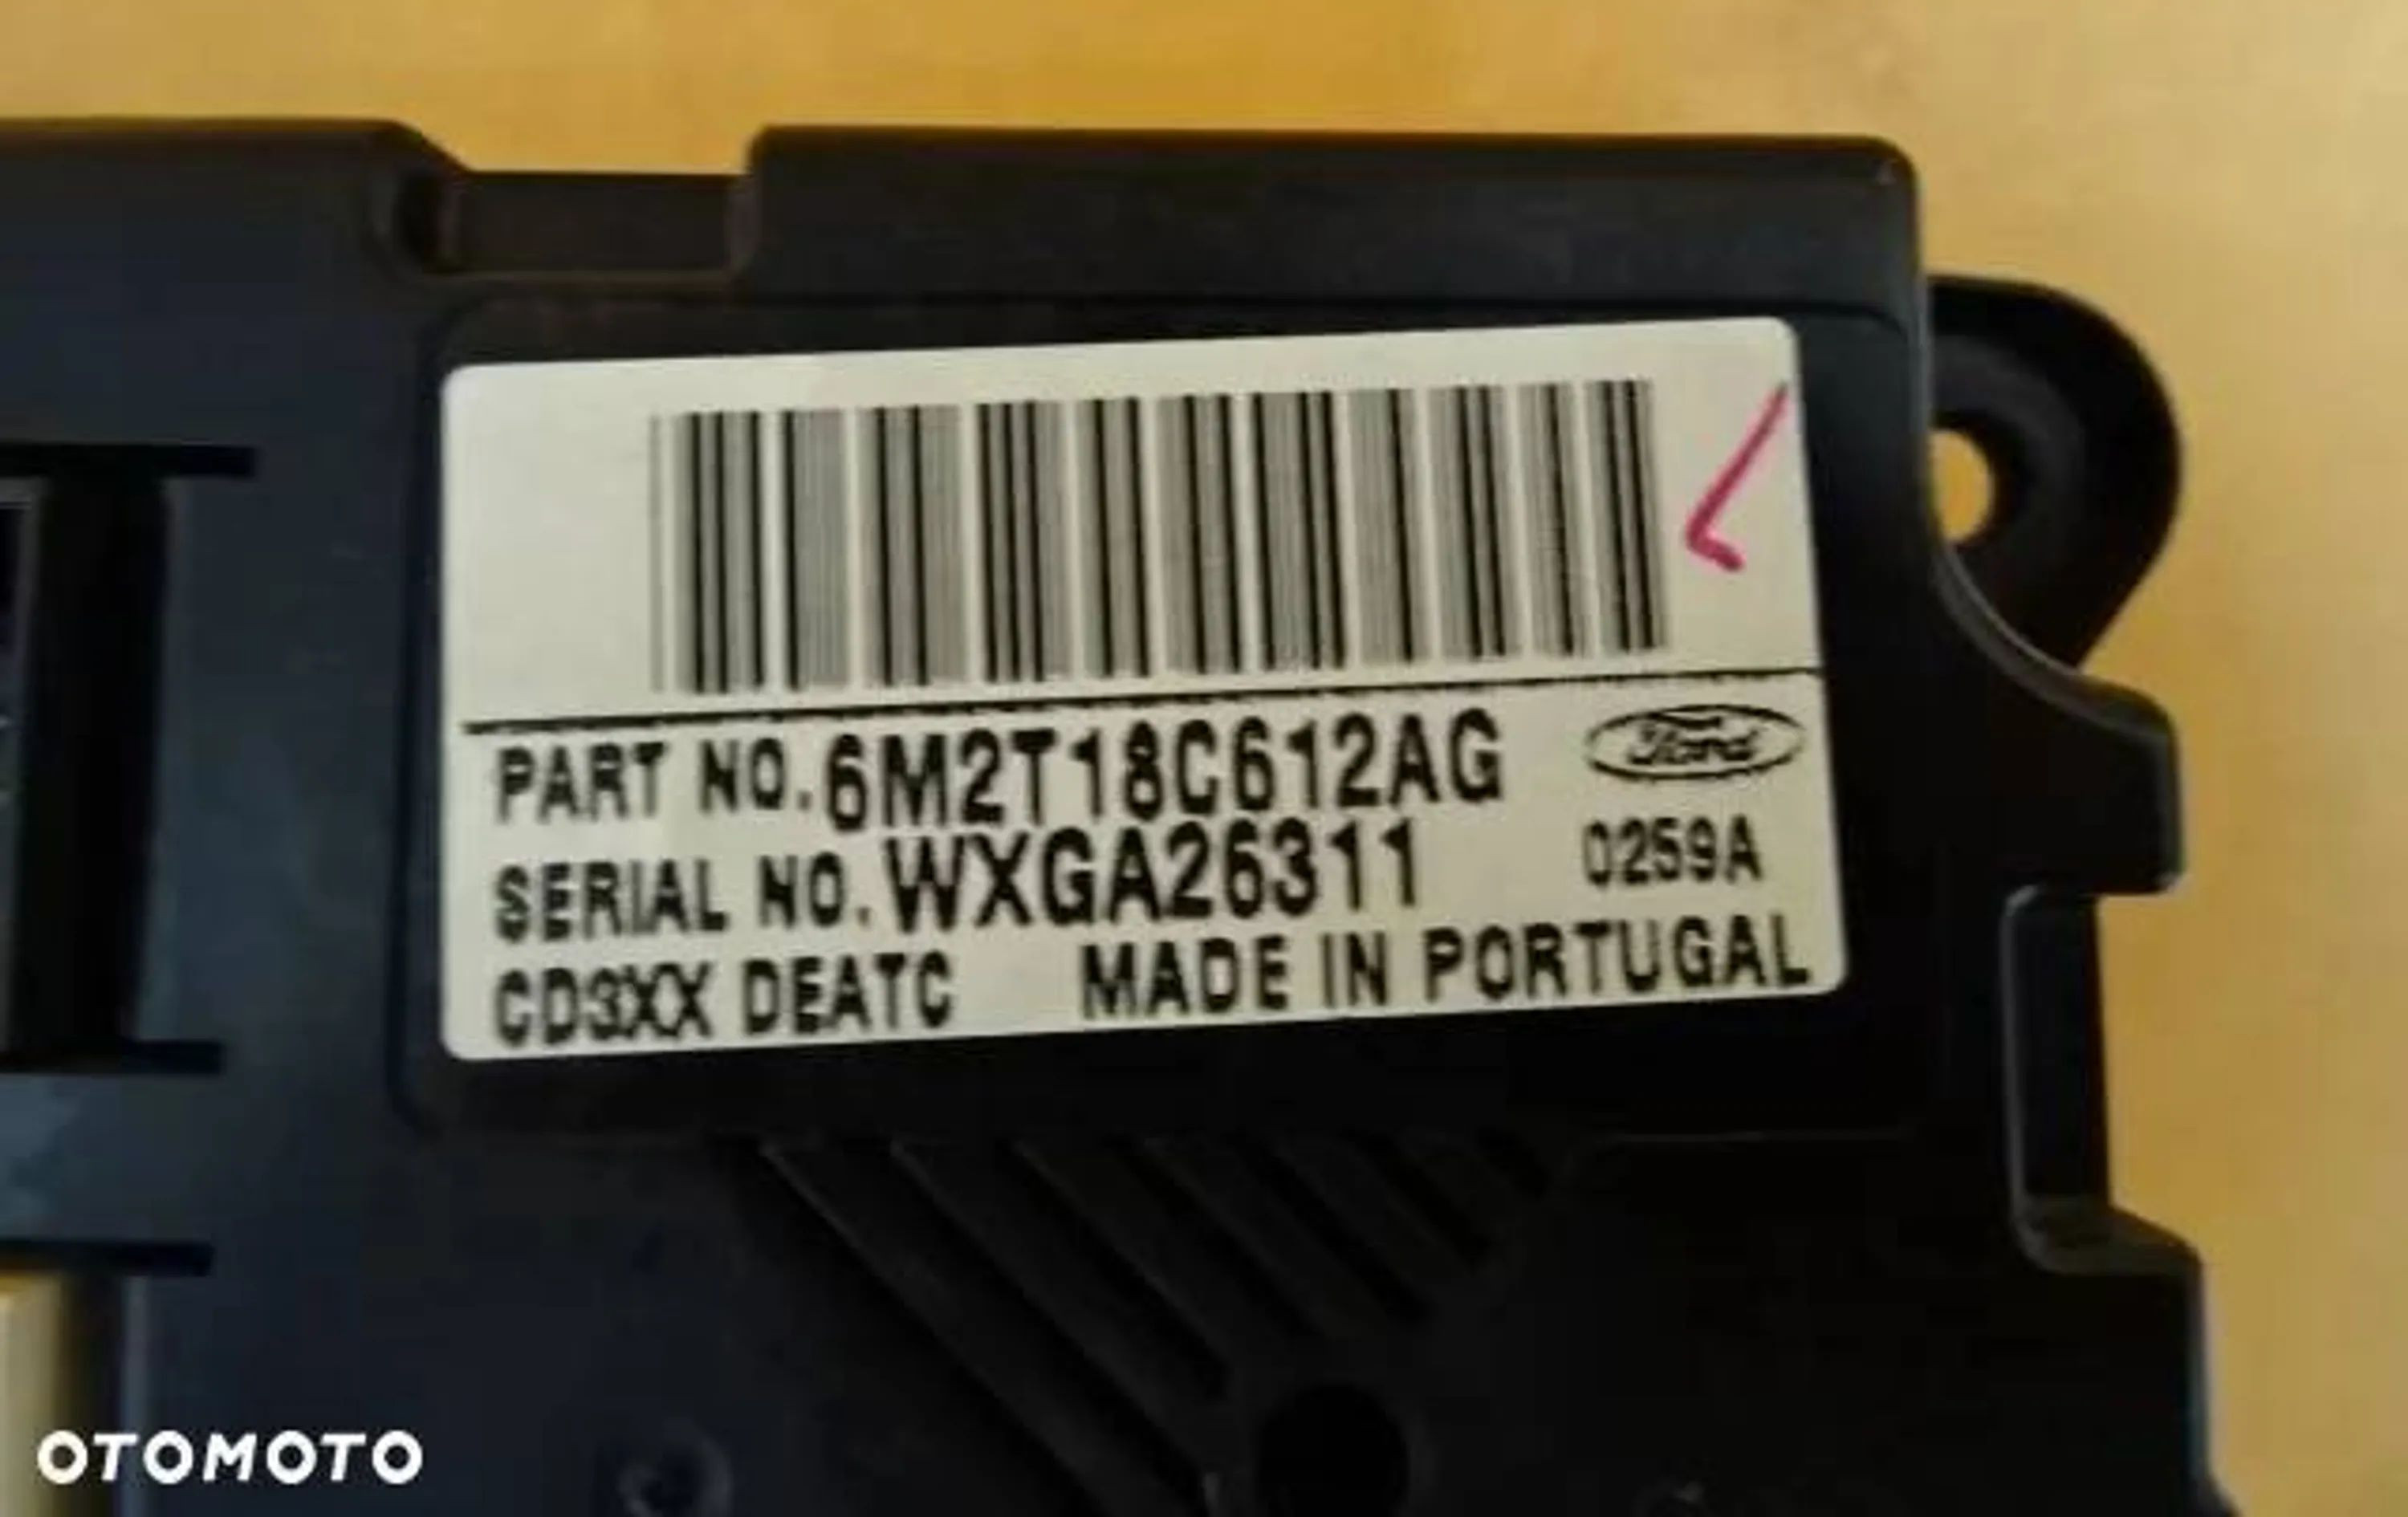 PART NO.6M2T18C612AG Ford
SERIAL NO.WXGA26311 0259A
CD3XX DEATC MADE IN PORTUGAL
OTOMOTO